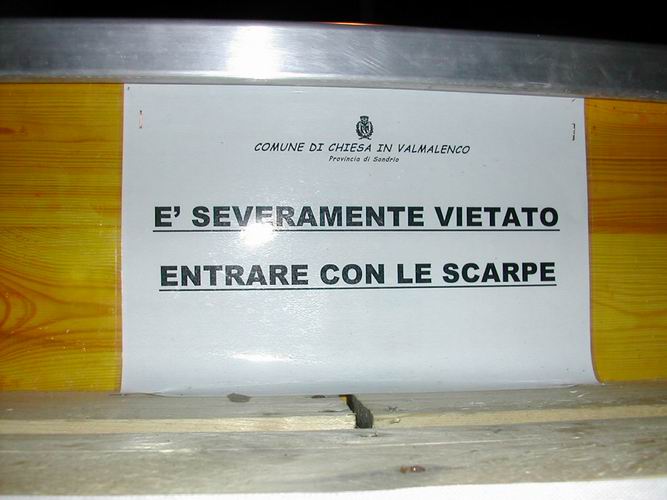 COMUNE DI CHIESA IN VALMALENCO
Provincia di Sondrio
E' SEVERAMENTE VIETATO
ENTRARE CON LE SCARPE